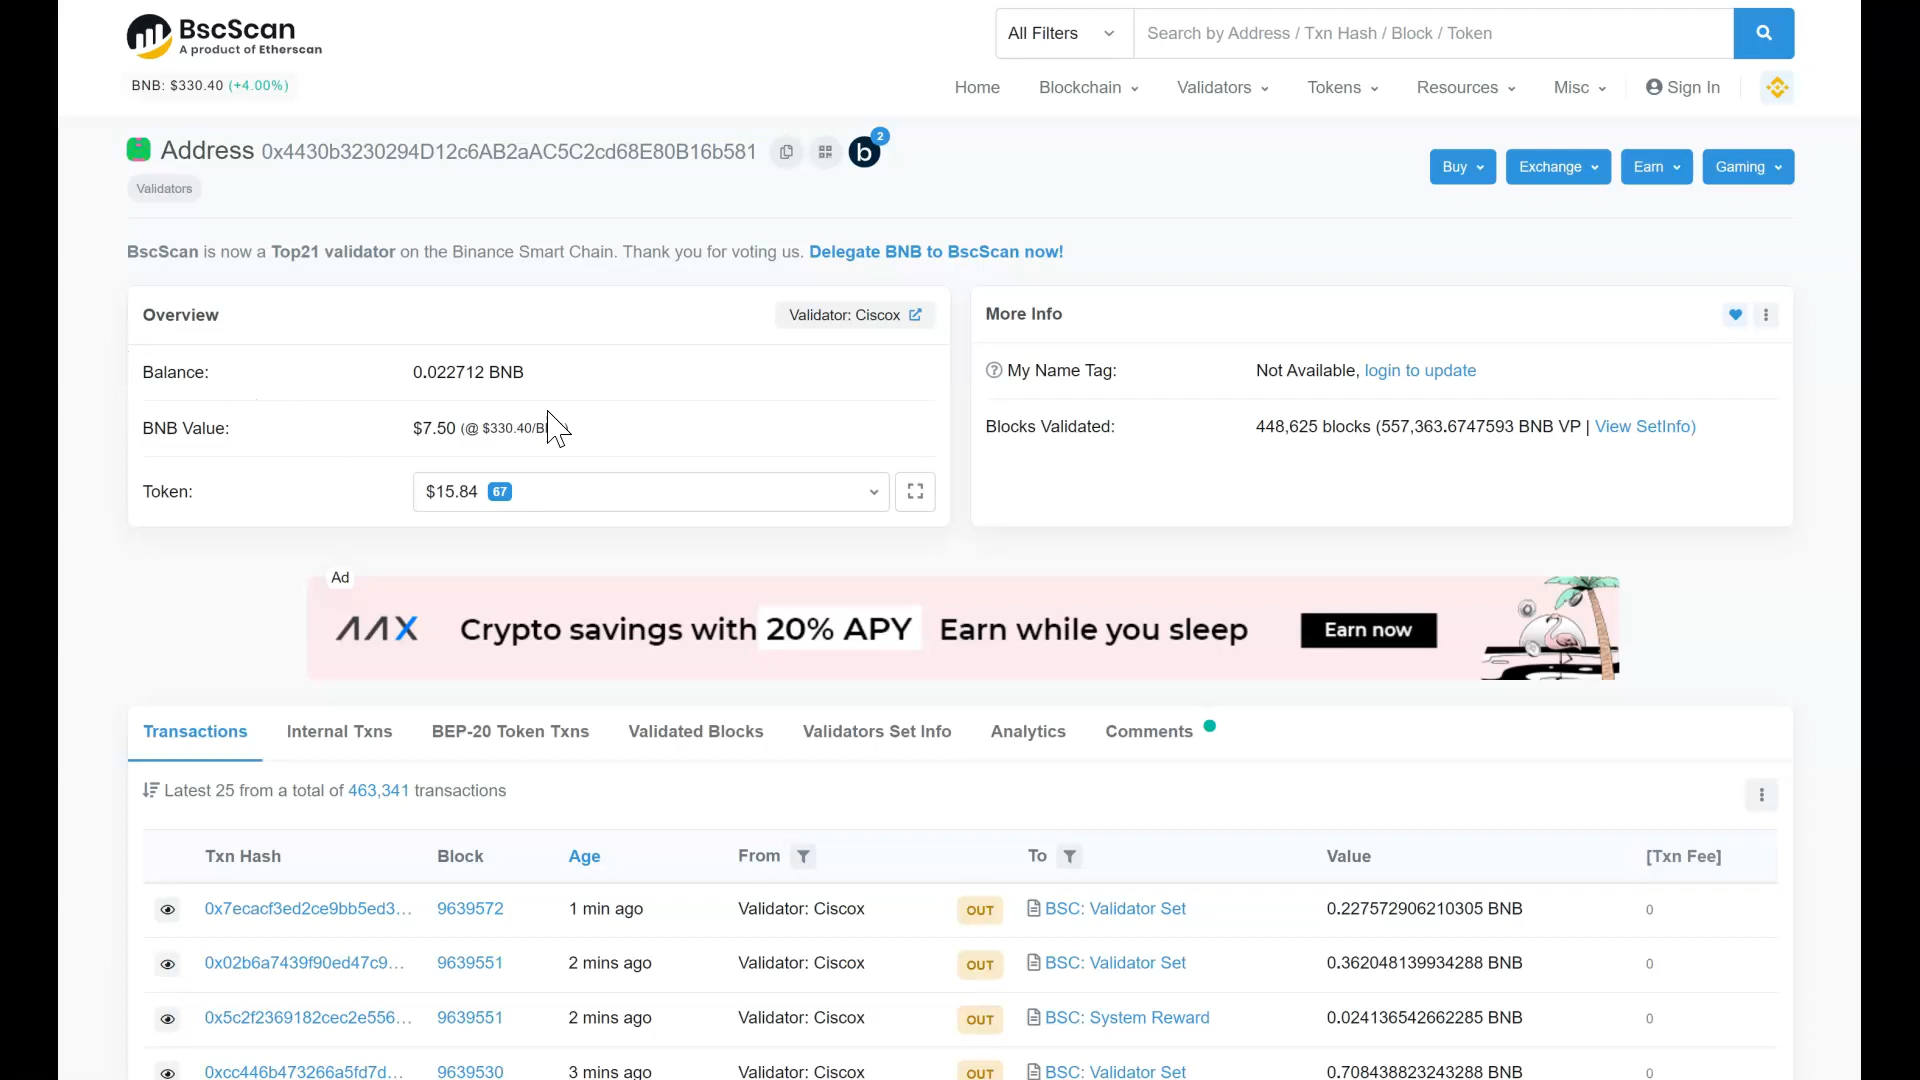 BscScan
A product of Etherscan
All Filters
Search by Address / Txn Hash / Block / Token
BNB: $330.40 (+4.00%)
Home Blockchain Validators Tokens Resources Misc Sign In
Address 0x4430b3230294D12c6AB2aAC5C2cd68E80B16b581 b 2
Validators
Buy Exchange Earn Gaming
BscScan is now a Top21 validator on the Binance Smart Chain. Thank you for voting us. Delegate BNB to BscScan now!
Overview Validator: Ciscox
Balance: 0.022712 BNB
BNB Value: $7.50 (@ $330.40/B
Token: $15.84 67
More Info
My Name Tag: Not Available, login to update
Blocks Validated: 448,625 blocks (557,363.6747593 BNB VP | View SetInfo)
Ad
AAX Crypto savings with 20% APY Earn while you sleep Earn now
Transactions Internal Txns BEP-20 Token Txns Validated Blocks Validators Set Info Analytics Comments
Latest 25 from a total of 463,341 transactions
Txn Hash Block Age From To Value [Txn Fee]
0x7ecacf3ed2ce9bb5ed3... 9639572 1 min ago Validator: Ciscox OUT BSC: Validator Set 0.227572906210305 BNB 0
0x02b6a7439f90ed47c9... 9639551 2 mins ago Validator: Ciscox OUT BSC: Validator Set 0.362048139934288 BNB 0
0x5c2f2369182cec2e556... 9639551 2 mins ago Validator: Ciscox OUT BSC: System Reward 0.024136542662285 BNB 0
0xcc446b473266a5fd7d... 9639530 3 mins ago Validator: Ciscox OUT BSC: Validator Set 0.708438823243288 BNB 0